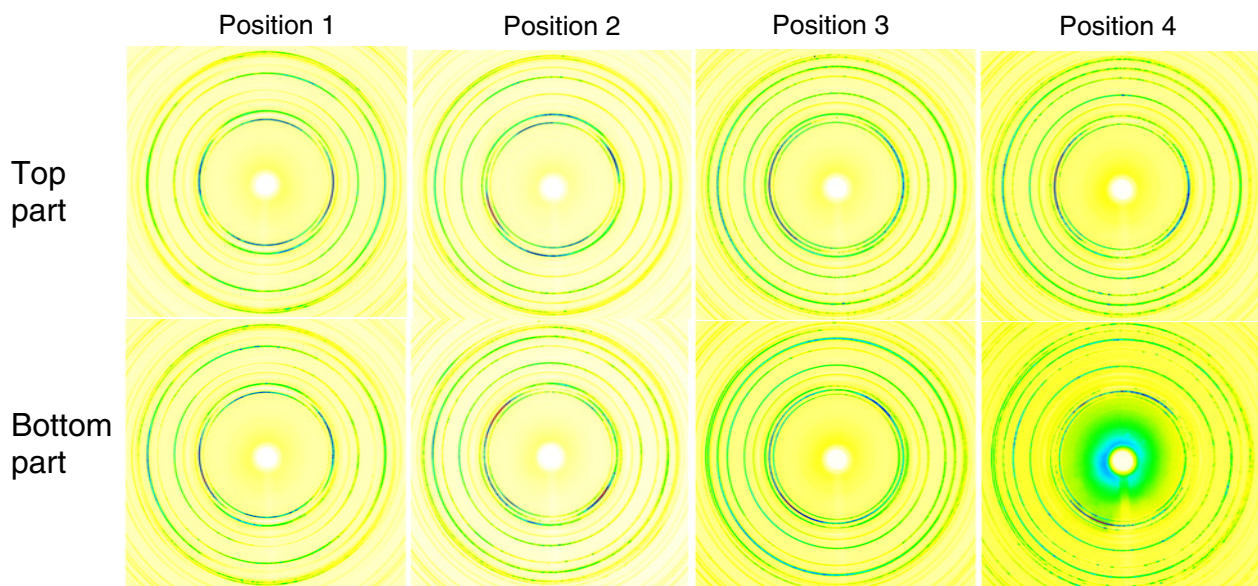 Position 1
Position 2
Position 3
Position 4
Top
part
Bottom
part